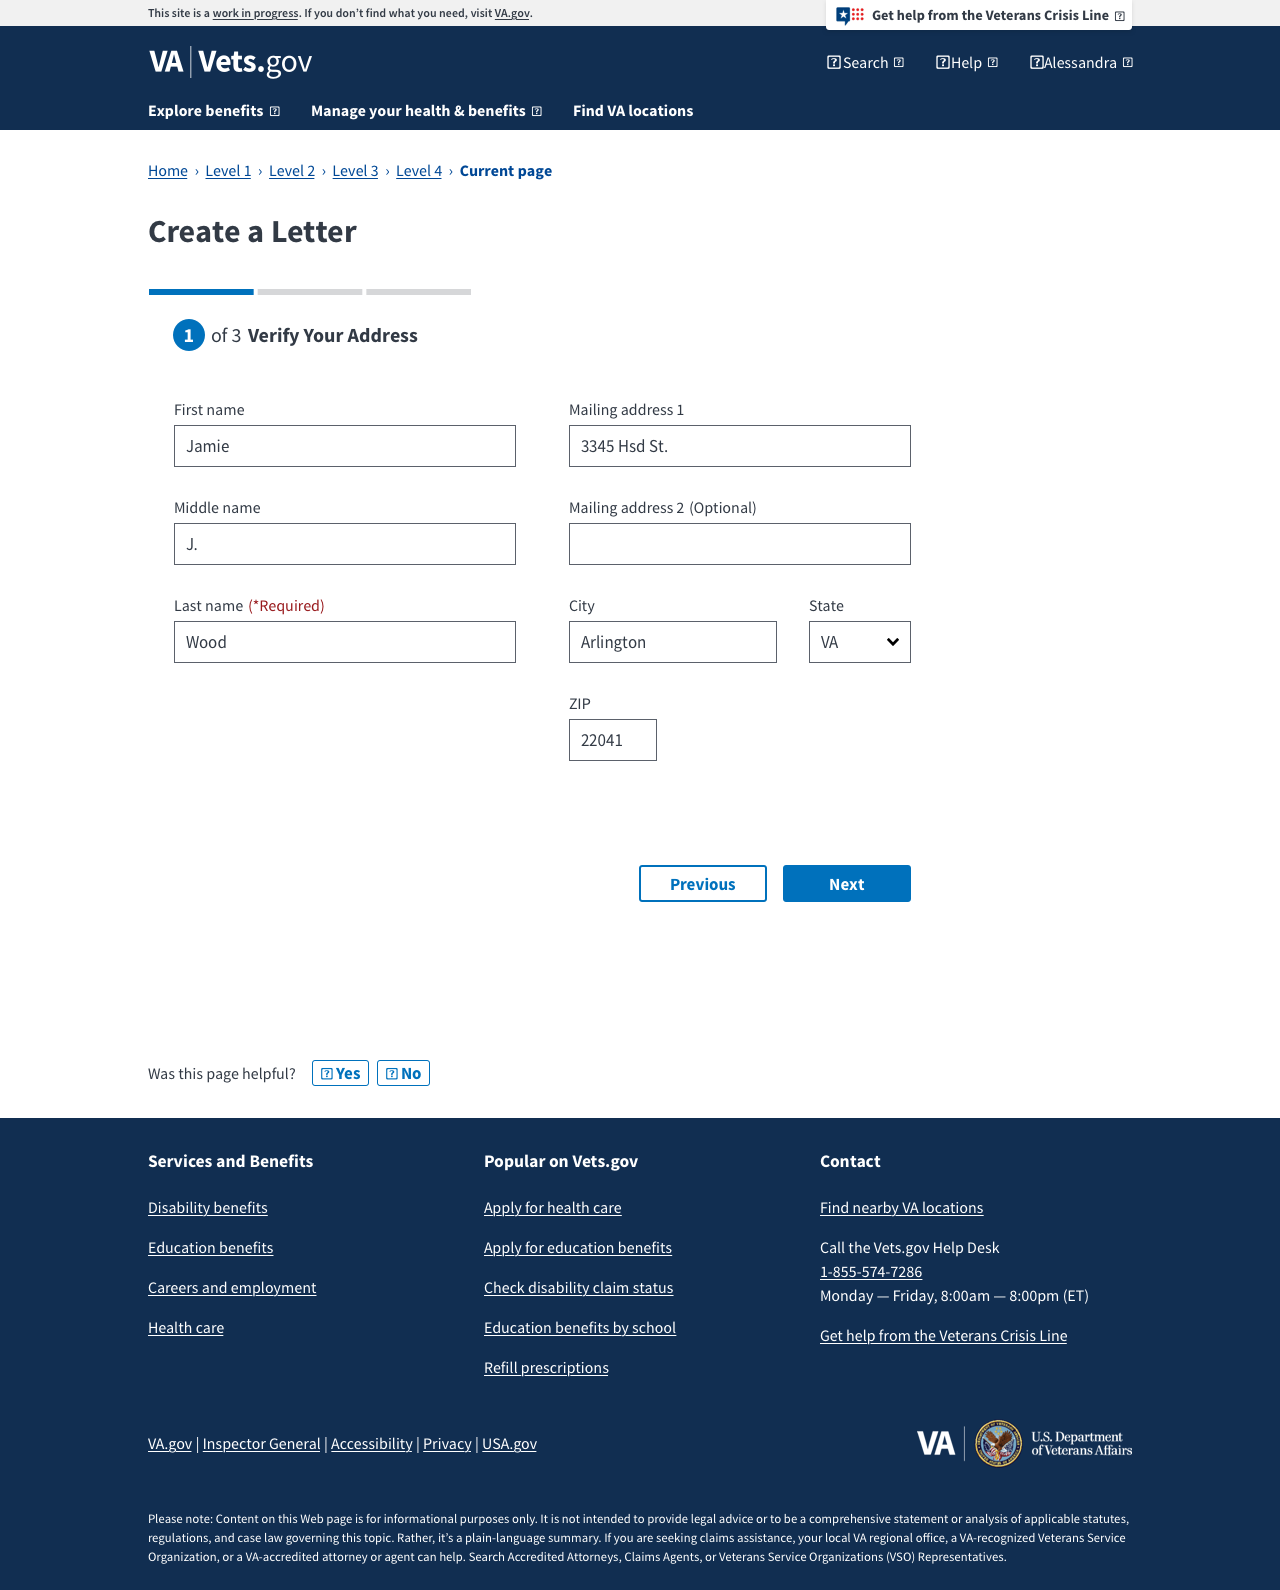 This site is a work in progress. If you don’t find what you need, visit VA.gov.
Get help from the Veterans Crisis Line
VA | Vets.gov
Search Help Alessandra
Explore benefits Manage your health & benefits Find VA locations
Home › Level 1 › Level 2 › Level 3 › Level 4 › Current page
Create a Letter
1 of 3 Verify Your Address
First name Mailing address 1
Jamie 3345 Hsd St.
Middle name Mailing address 2 (Optional)
J.
Last name (*Required) City State
Wood Arlington VA
ZIP
22041
Previous Next
Was this page helpful? Yes No
Services and Benefits
Disability benefits
Education benefits
Careers and employment
Health care
Popular on Vets.gov
Apply for health care
Apply for education benefits
Check disability claim status
Education benefits by school
Refill prescriptions
Contact
Find nearby VA locations
Call the Vets.gov Help Desk
1-855-574-7286
Monday — Friday, 8:00am — 8:00pm (ET)
Get help from the Veterans Crisis Line
VA.gov | Inspector General | Accessibility | Privacy | USA.gov
VA | U.S. Department
of Veterans Affairs
Please note: Content on this Web page is for informational purposes only. It is not intended to provide legal advice or to be a comprehensive statement or analysis of applicable statutes,
regulations, and case law governing this topic. Rather, it’s a plain-language summary. If you are seeking claims assistance, your local VA regional office, a VA-recognized Veterans Service
Organization, or a VA-accredited attorney or agent can help. Search Accredited Attorneys, Claims Agents, or Veterans Service Organizations (VSO) Representatives.